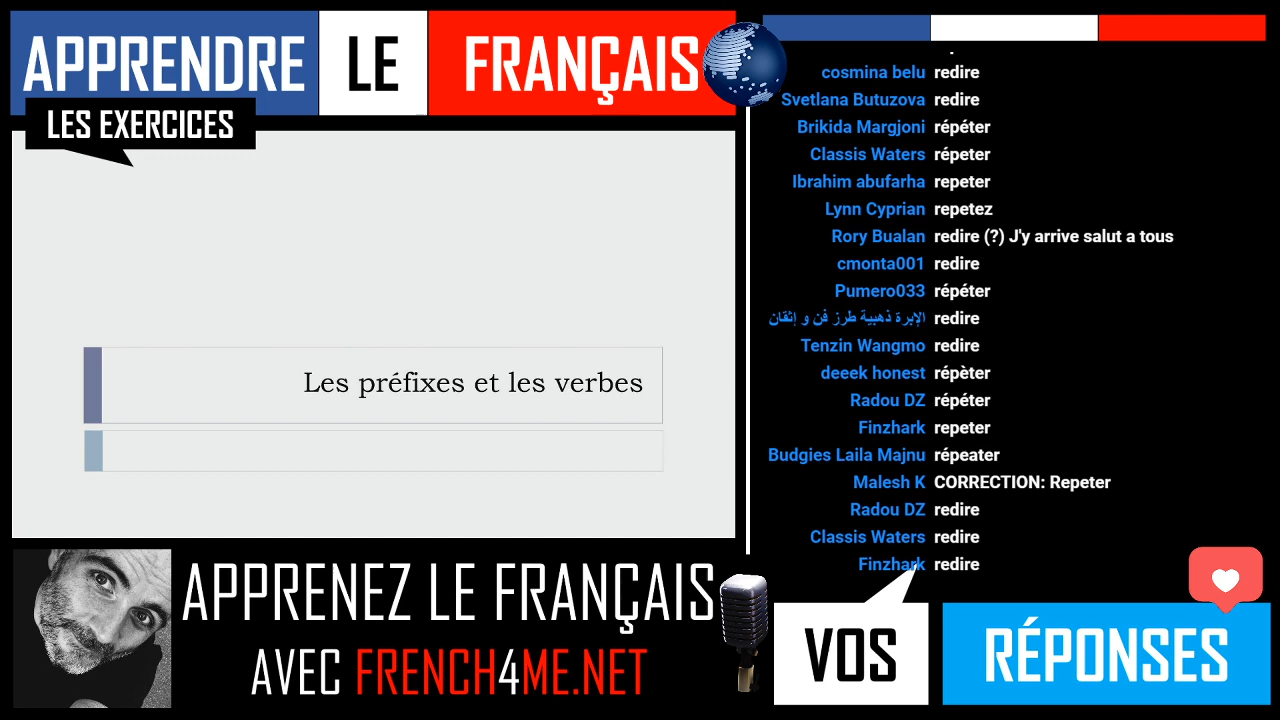 APPRENDRE LE FRANÇAIS
LES EXERCICES
Les préfixes et les verbes
APPRENEZ LE FRANÇAIS
AVEC FRENCH4ME.NET
cosmina belu redire
Svetlana Butuzova redire
Brikida Margjoni répéter
Classis Waters répeter
Ibrahim abufarha repeter
Lynn Cyprian repetez
Rory Bualan redire (?) J'y arrive salut a tous
cmonta001 redire
Pumero033 répéter
الإبرة ذهبية طرز فن و إتقان redire
Tenzin Wangmo redire
deeek honest répèter
Radou DZ répéter
Finzhark repeter
Budgies Laila Majnu répeater
Malesh K CORRECTION: Repeter
Radou DZ redire
Classis Waters redire
Finzhark redire
VOS RÉPONSES